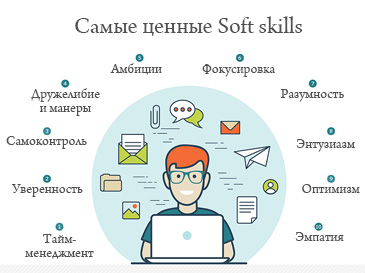 Самые ценные Soft skills
1
Тайм-
менеджмент
2
Уверенность
3
Самоконтроль
4
Дружелибие
и манеры
5
Амбиции
6
Фокусировка
7
Разумность
8
Энтузиазм
9
Оптимизм
10
Эмпатия